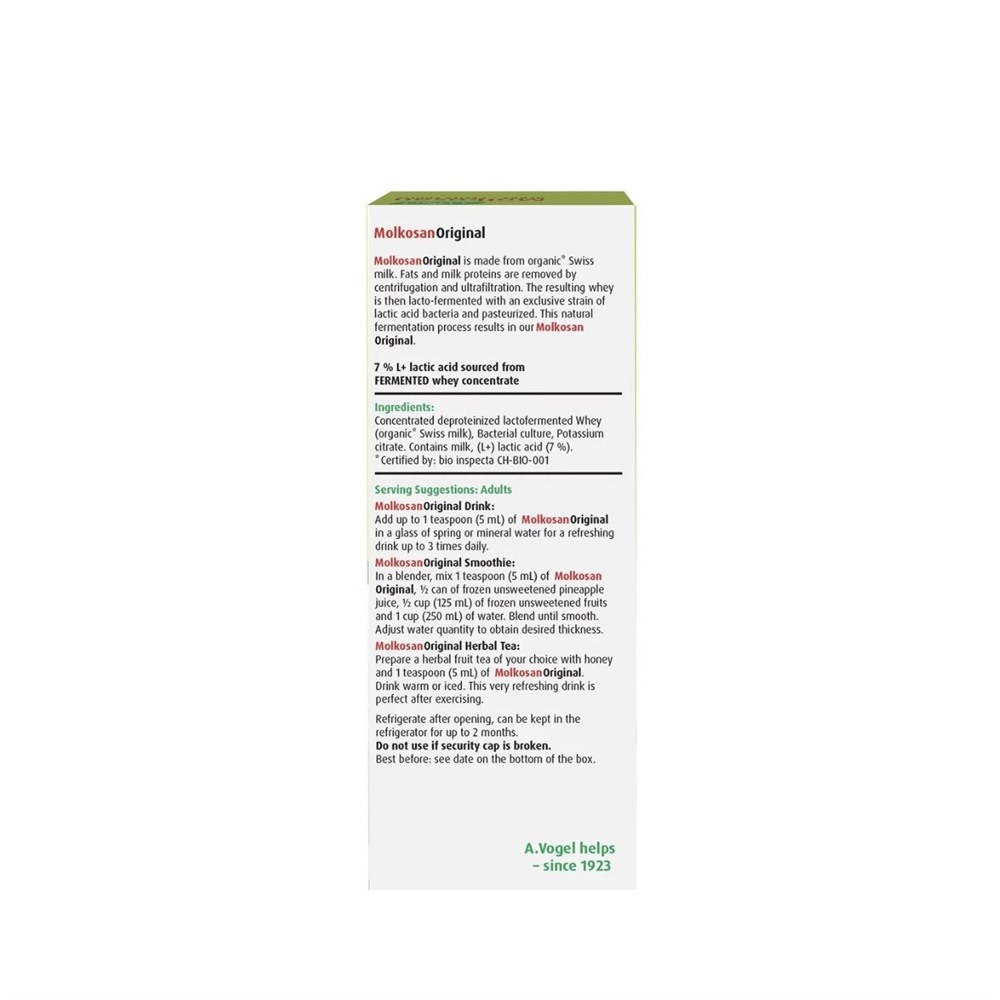 MolkosanOriginal
MolkosanOriginal is made from organic* Swiss
milk. Fats and milk proteins are removed by
centrifugation and ultrafiltration. The resulting whey
is then lacto-fermented with an exclusive strain of
lactic acid bacteria and pasteurized. This natural
fermentation process results in our Molkosan
Original.
7 % L+ lactic acid sourced from
FERMENTED whey concentrate
Ingredients:
Concentrated deproteinized lactofermented Whey
(organic* Swiss milk), Bacterial culture, Potassium
citrate. Contains milk, (L+) lactic acid (7 %).
*Certified by: bio inspecta CH-BIO-001
Serving Suggestions: Adults
MolkosanOriginal Drink:
Add up to 1 teaspoon (5 mL) of MolkosanOriginal
in a glass of spring or mineral water for a refreshing
drink up to 3 times daily.
MolkosanOriginal Smoothie:
In a blender, mix 1 teaspoon (5 mL) of Molkosan
Original, ½ can of frozen unsweetened pineapple
juice, ½ cup (125 mL) of frozen unsweetened fruits
and 1 cup (250 mL) of water. Blend until smooth.
Adjust water quantity to obtain desired thickness.
MolkosanOriginal Herbal Tea:
Prepare a herbal fruit tea of your choice with honey
and 1 teaspoon (5 mL) of MolkosanOriginal.
Drink warm or iced. This very refreshing drink is
perfect after exercising.
Refrigerate after opening, can be kept in the
refrigerator for up to 2 months.
Do not use if security cap is broken.
Best before: see date on the bottom of the box.
A.Vogel helps
– since 1923